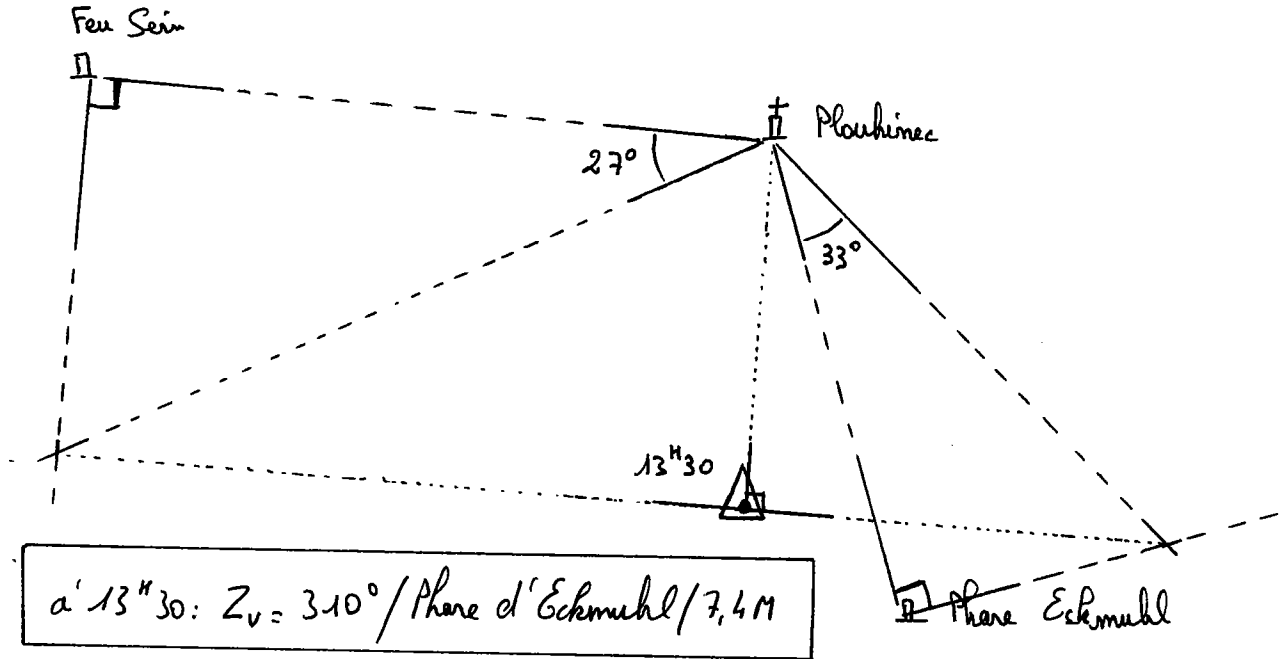 Feu Sein
Plouhinec
27°
33°
13H30
à 13H30: Zv = 310° / Phare d'Eckmuhl / 7,4M
Phare Eckmuhl